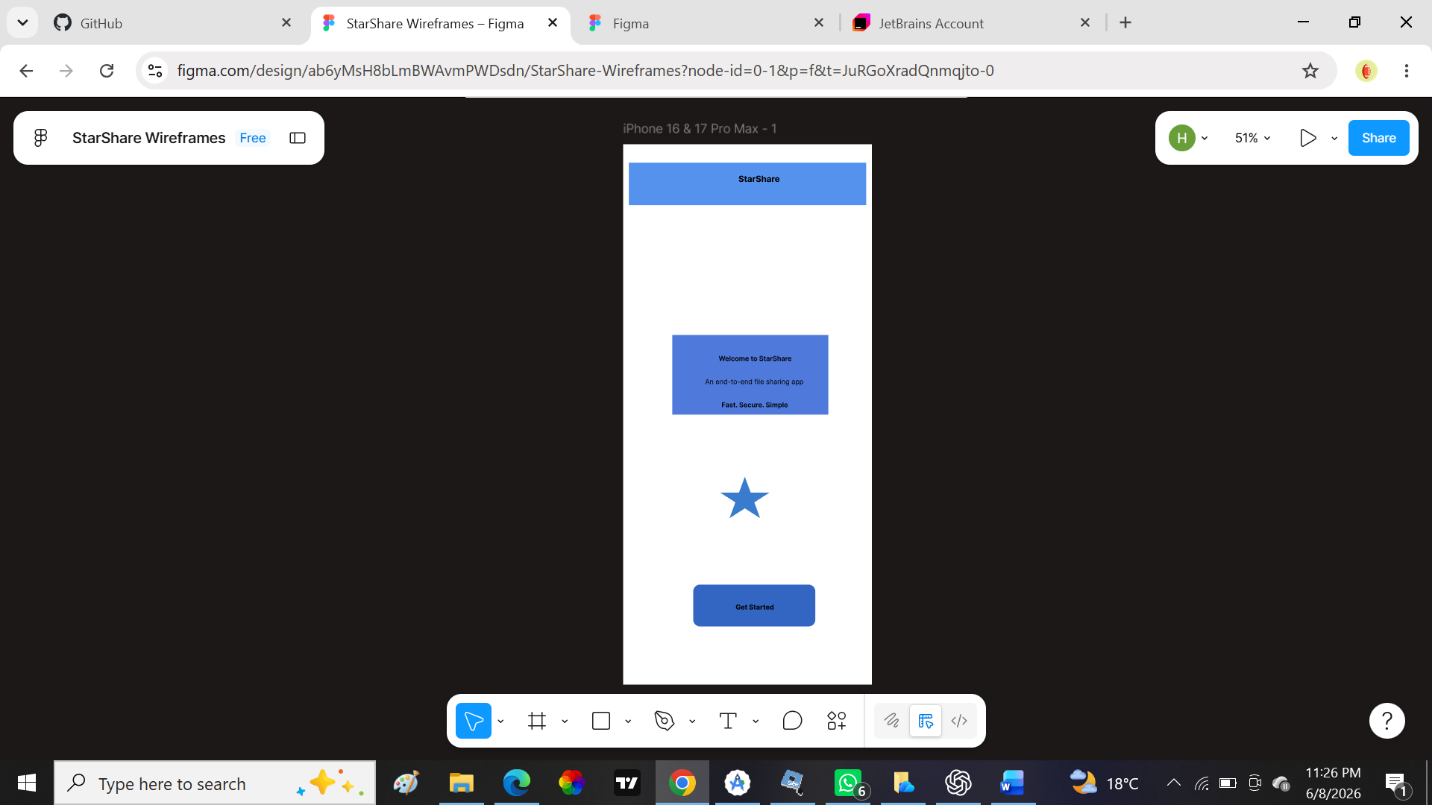 GitHub
StarShare Wireframes – Figma
Figma
JetBrains Account
figma.com/design/ab6yMsH8bLmBWAvmPWDsdn/StarShare-Wireframes?node-id=0-1&p=f&t=JuRGoXradQnmqjto-0
StarShare Wireframes Free
H
51%
Share
iPhone 16 & 17 Pro Max - 1
StarShare
Welcome to StarShare
An end-to-end file sharing app
Fast. Secure. Simple
Get Started
?
Type here to search
6
18°C
11:26 PM
6/8/2026
1